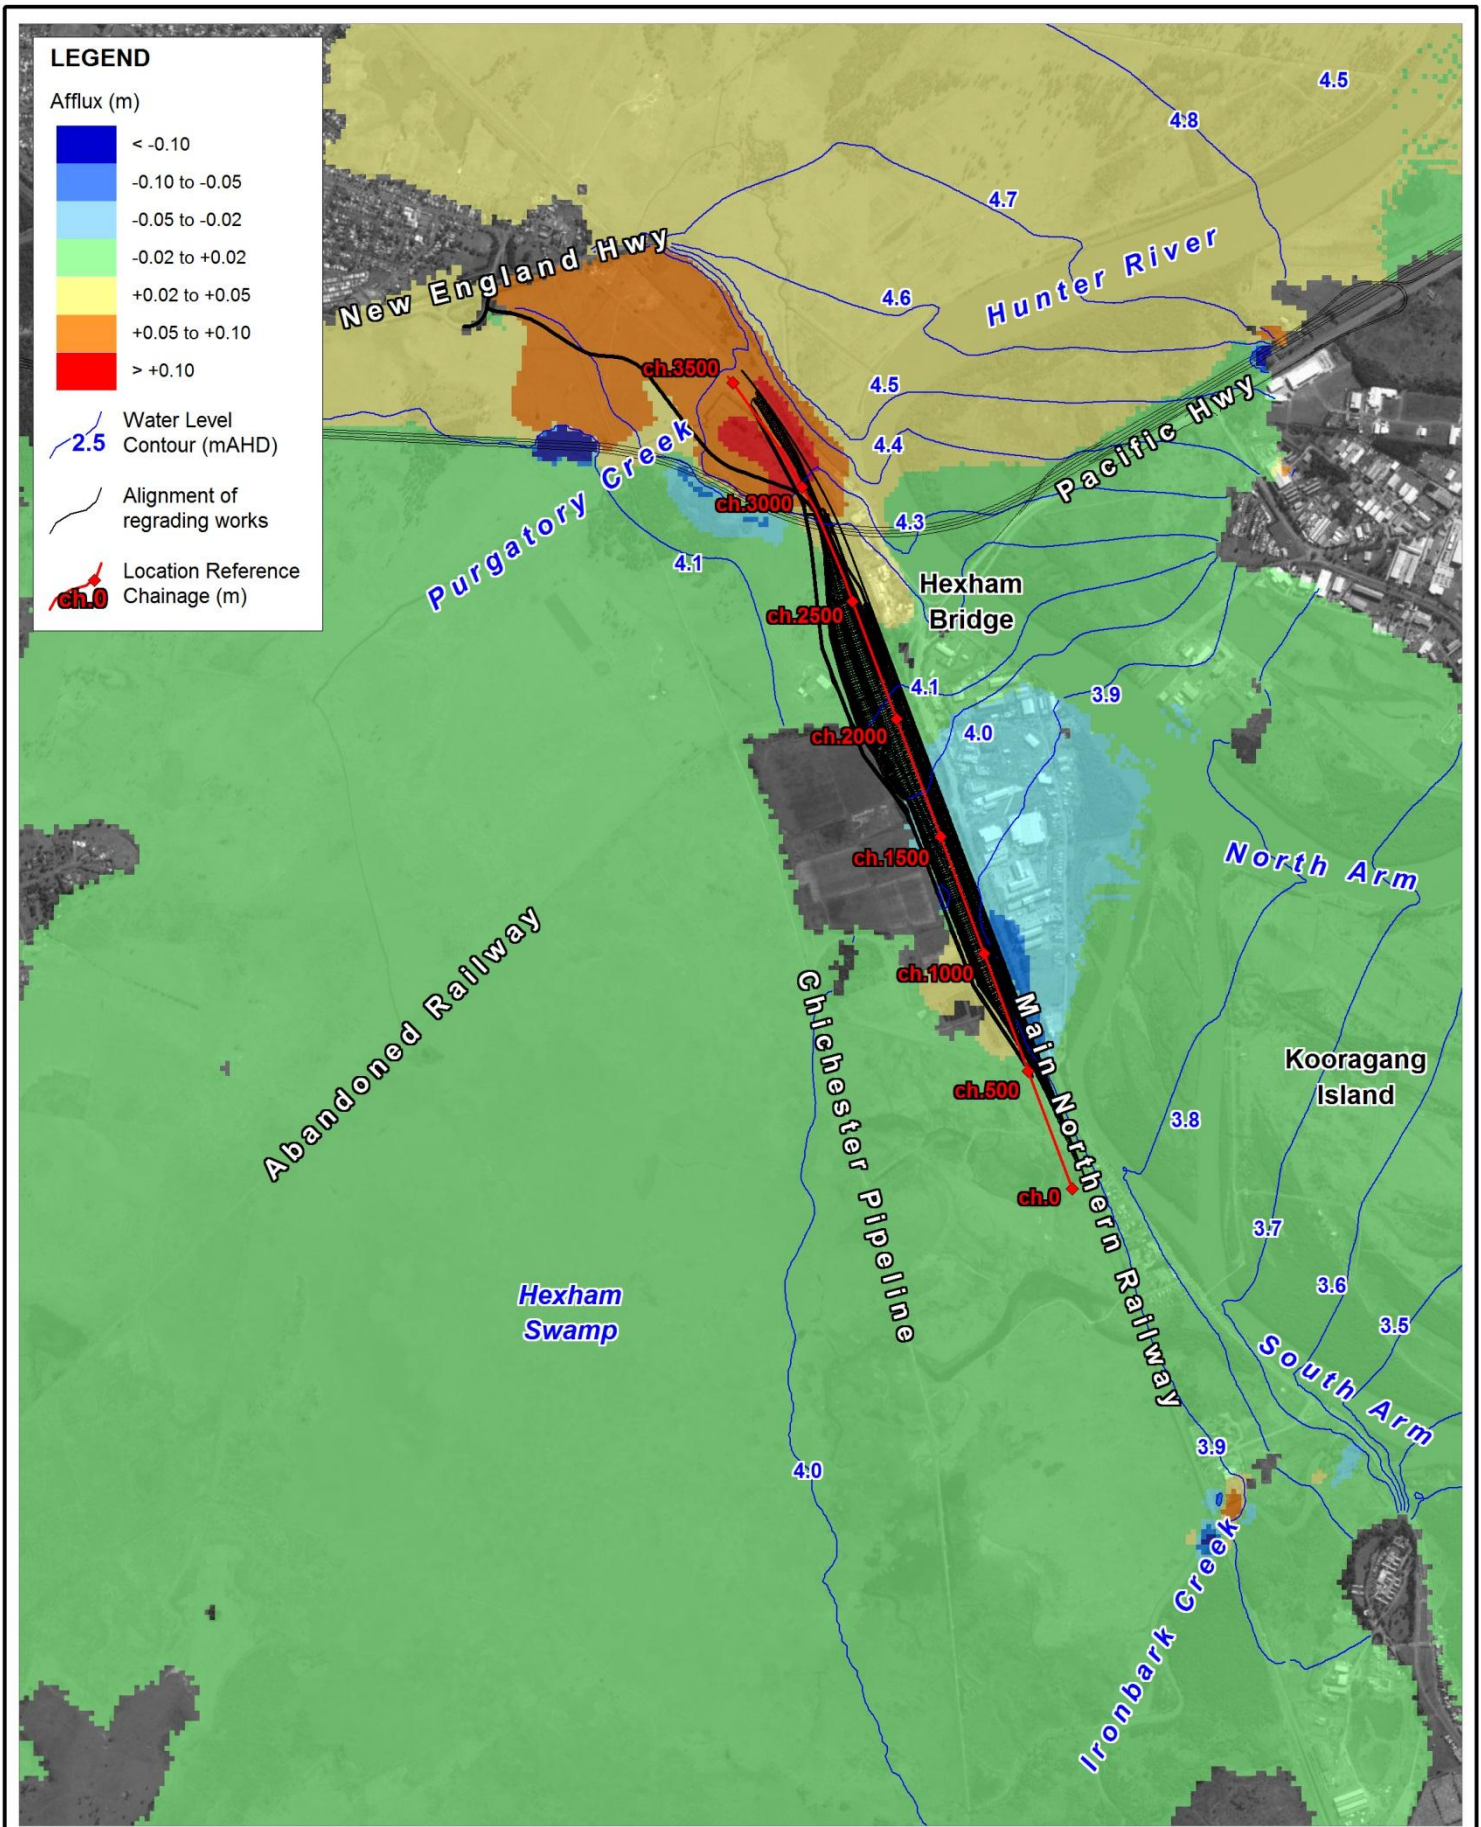 LEGEND
Afflux (m)
< -0.10
-0.10 to -0.05
-0.05 to -0.02
-0.02 to +0.02
+0.02 to +0.05
+0.05 to +0.10
> +0.10
Water Level
Contour (mAHD)
2.5
Alignment of
regrading works
Location Reference
Chainage (m)
ch.0
4.5
4.8
4.7
New England Hwy
Hunter River
4.6
ch.3500
4.5
Pacific Hwy
4.4
Purgatory Creek
ch.3000
4.3
4.1
Hexham
Bridge
ch.2500
4.1
3.9
ch.2000
4.0
ch.1500
North Arm
Abandoned Railway
ch.1000
Chichester Pipeline
Main Northern Railway
Kooragang
Island
ch.500
3.8
ch.0
3.7
3.6
Hexham
Swamp
3.5
South Arm
3.9
4.0
Ironbark Creek